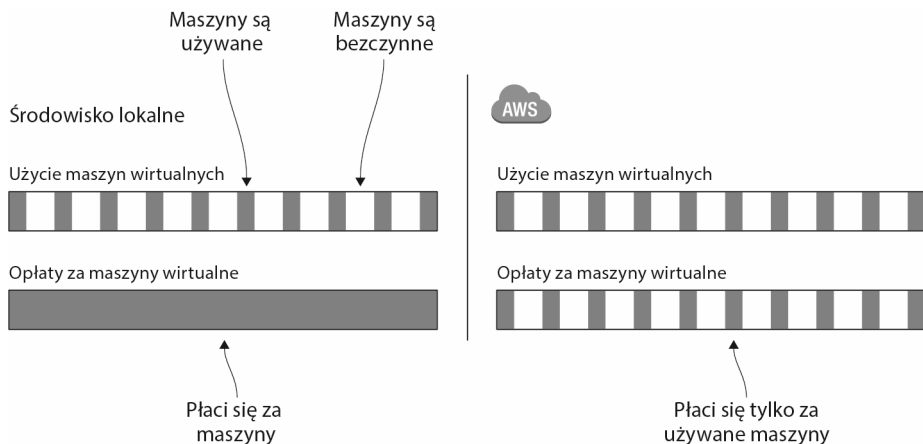 Maszyny są
używane
Maszyny są
bezczynne
Środowisko lokalne
AWS
Użycie maszyn wirtualnych
Użycie maszyn wirtualnych
Opłaty za maszyny wirtualne
Opłaty za maszyny wirtualne
Płaci się za
maszyny
Płaci się tylko za
używane maszyny